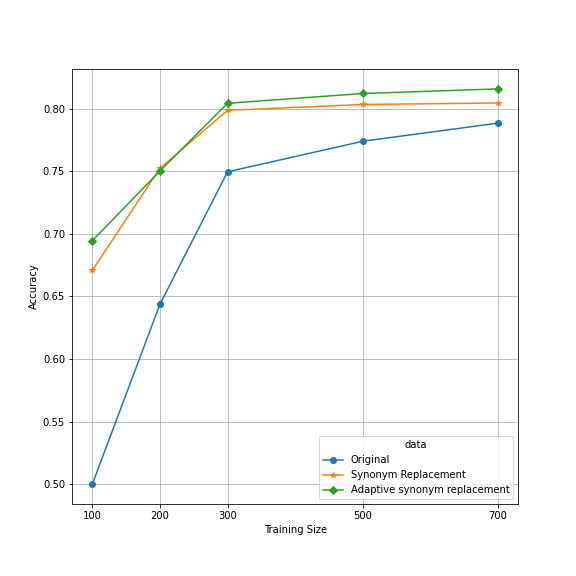 0.80
0.75
0.70
0.65
0.60
0.55
0.50
Accuracy
100 200 300 500 700
Training Size
data
Original
Synonym Replacement
Adaptive synonym replacement